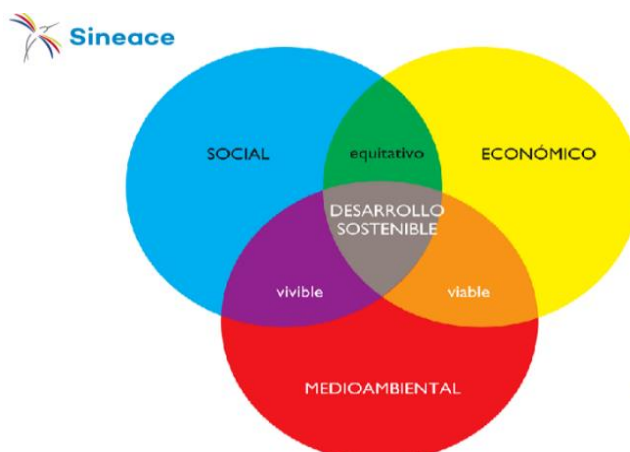 Sineace
SOCIAL
equitativo
ECONÓMICO
DESARROLLO
SOSTENIBLE
vivible
viable
MEDIOAMBIENTAL